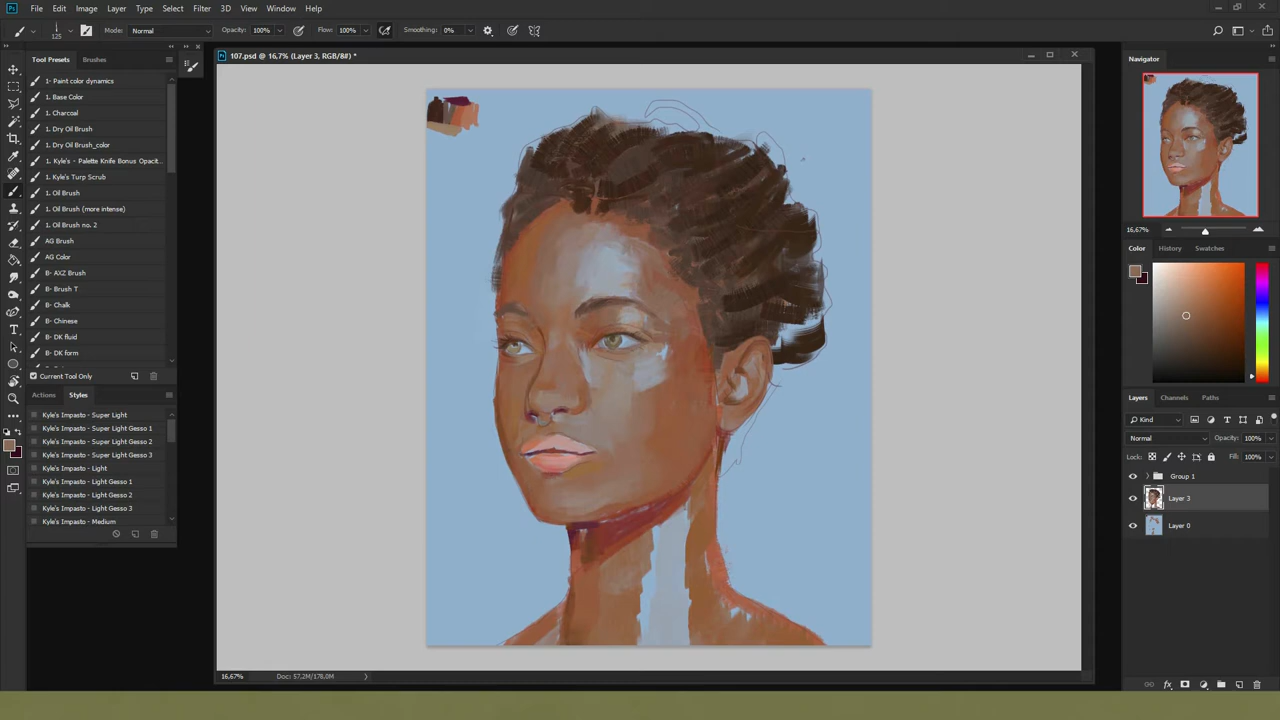 Ps File Edit Image Layer Type Select Filter 3D View Window Help
125 Mode: Normal Opacity: 100% Flow: 100% Smoothing: 0%
107.psd @ 16,7% (Layer 3, RGB/8#) *
Tool Presets Brushes
1- Paint color dynamics
1. Base Color
1. Charcoal
1. Dry Oil Brush
1. Dry Oil Brush_color
1. Kyle's - Palette Knife Bonus Opacit...
1. Kyle's Turp Scrub
1. Oil Brush
1. Oil Brush (more intense)
1. Oil Brush no. 2
AG Brush
AG Color
B- AXZ Brush
B- Brush T
B- Chalk
B- Chinese
B- DK fluid
B- DK form
Current Tool Only
Actions Styles
Kyle's Impasto - Super Light
Kyle's Impasto - Super Light Gesso 1
Kyle's Impasto - Super Light Gesso 2
Kyle's Impasto - Super Light Gesso 3
Kyle's Impasto - Light
Kyle's Impasto - Light Gesso 1
Kyle's Impasto - Light Gesso 2
Kyle's Impasto - Light Gesso 3
Kyle's Impasto - Medium
16,67% Doc: 57,2M/178,0M
Navigator
16,67%
Color History Swatches
Layers Channels Paths
Kind
Normal Opacity: 100%
Lock: Fill: 100%
Group 1
Layer 3
Layer 0